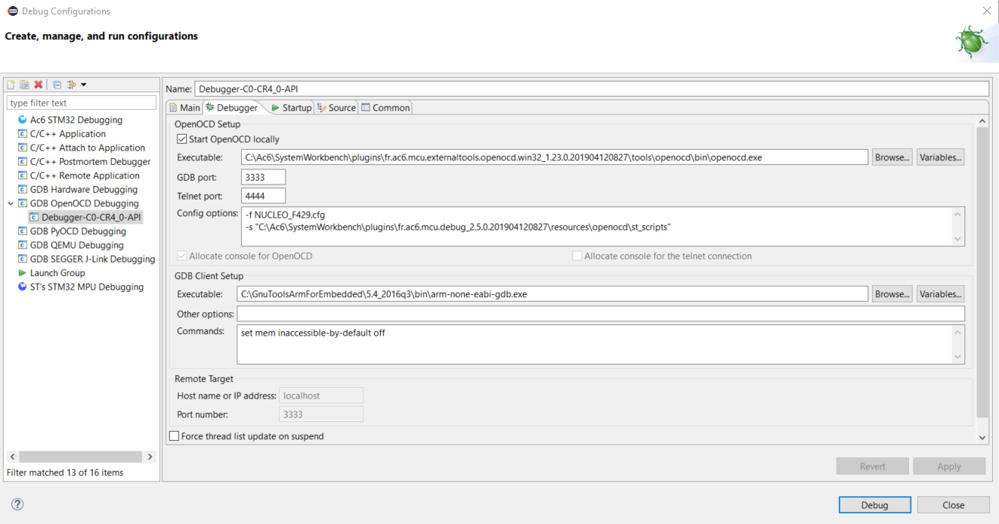 Debug Configurations
Create, manage, and run configurations
type filter text
Ac6 STM32 Debugging
C/C++ Application
C/C++ Attach to Application
C/C++ Postmortem Debugger
C/C++ Remote Application
GDB Hardware Debugging
GDB OpenOCD Debugging
Debugger-C0-CR4_0-API
GDB PyOCD Debugging
GDB QEMU Debugging
GDB SEGGER J-Link Debugging
Launch Group
ST's STM32 MPU Debugging
Filter matched 13 of 16 items
Name: Debugger-C0-CR4_0-API
Main Debugger Startup Source Common
OpenOCD Setup
Start OpenOCD locally
Executable: C:\Ac6\SystemWorkbench\plugins\fr.ac6.mcu.externaltools.openocd.win32_1.23.0.201904120827\tools\openocd\bin\openocd.exe Browse... Variables...
GDB port: 3333
Telnet port: 4444
Config options: -f NUCLEO_F429.cfg
-s "C:\Ac6\SystemWorkbench\plugins\fr.ac6.mcu.debug_2.5.0.201904120827\resources\openocd\st_scripts"
Allocate console for OpenOCD Allocate console for the telnet connection
GDB Client Setup
Executable: C:\GnuToolsArmForEmbedded\5.4_2016q3\bin\arm-none-eabi-gdb.exe Browse... Variables...
Other options:
Commands: set mem inaccessible-by-default off
Remote Target
Host name or IP address: localhost
Port number: 3333
Force thread list update on suspend
Revert Apply
Debug Close